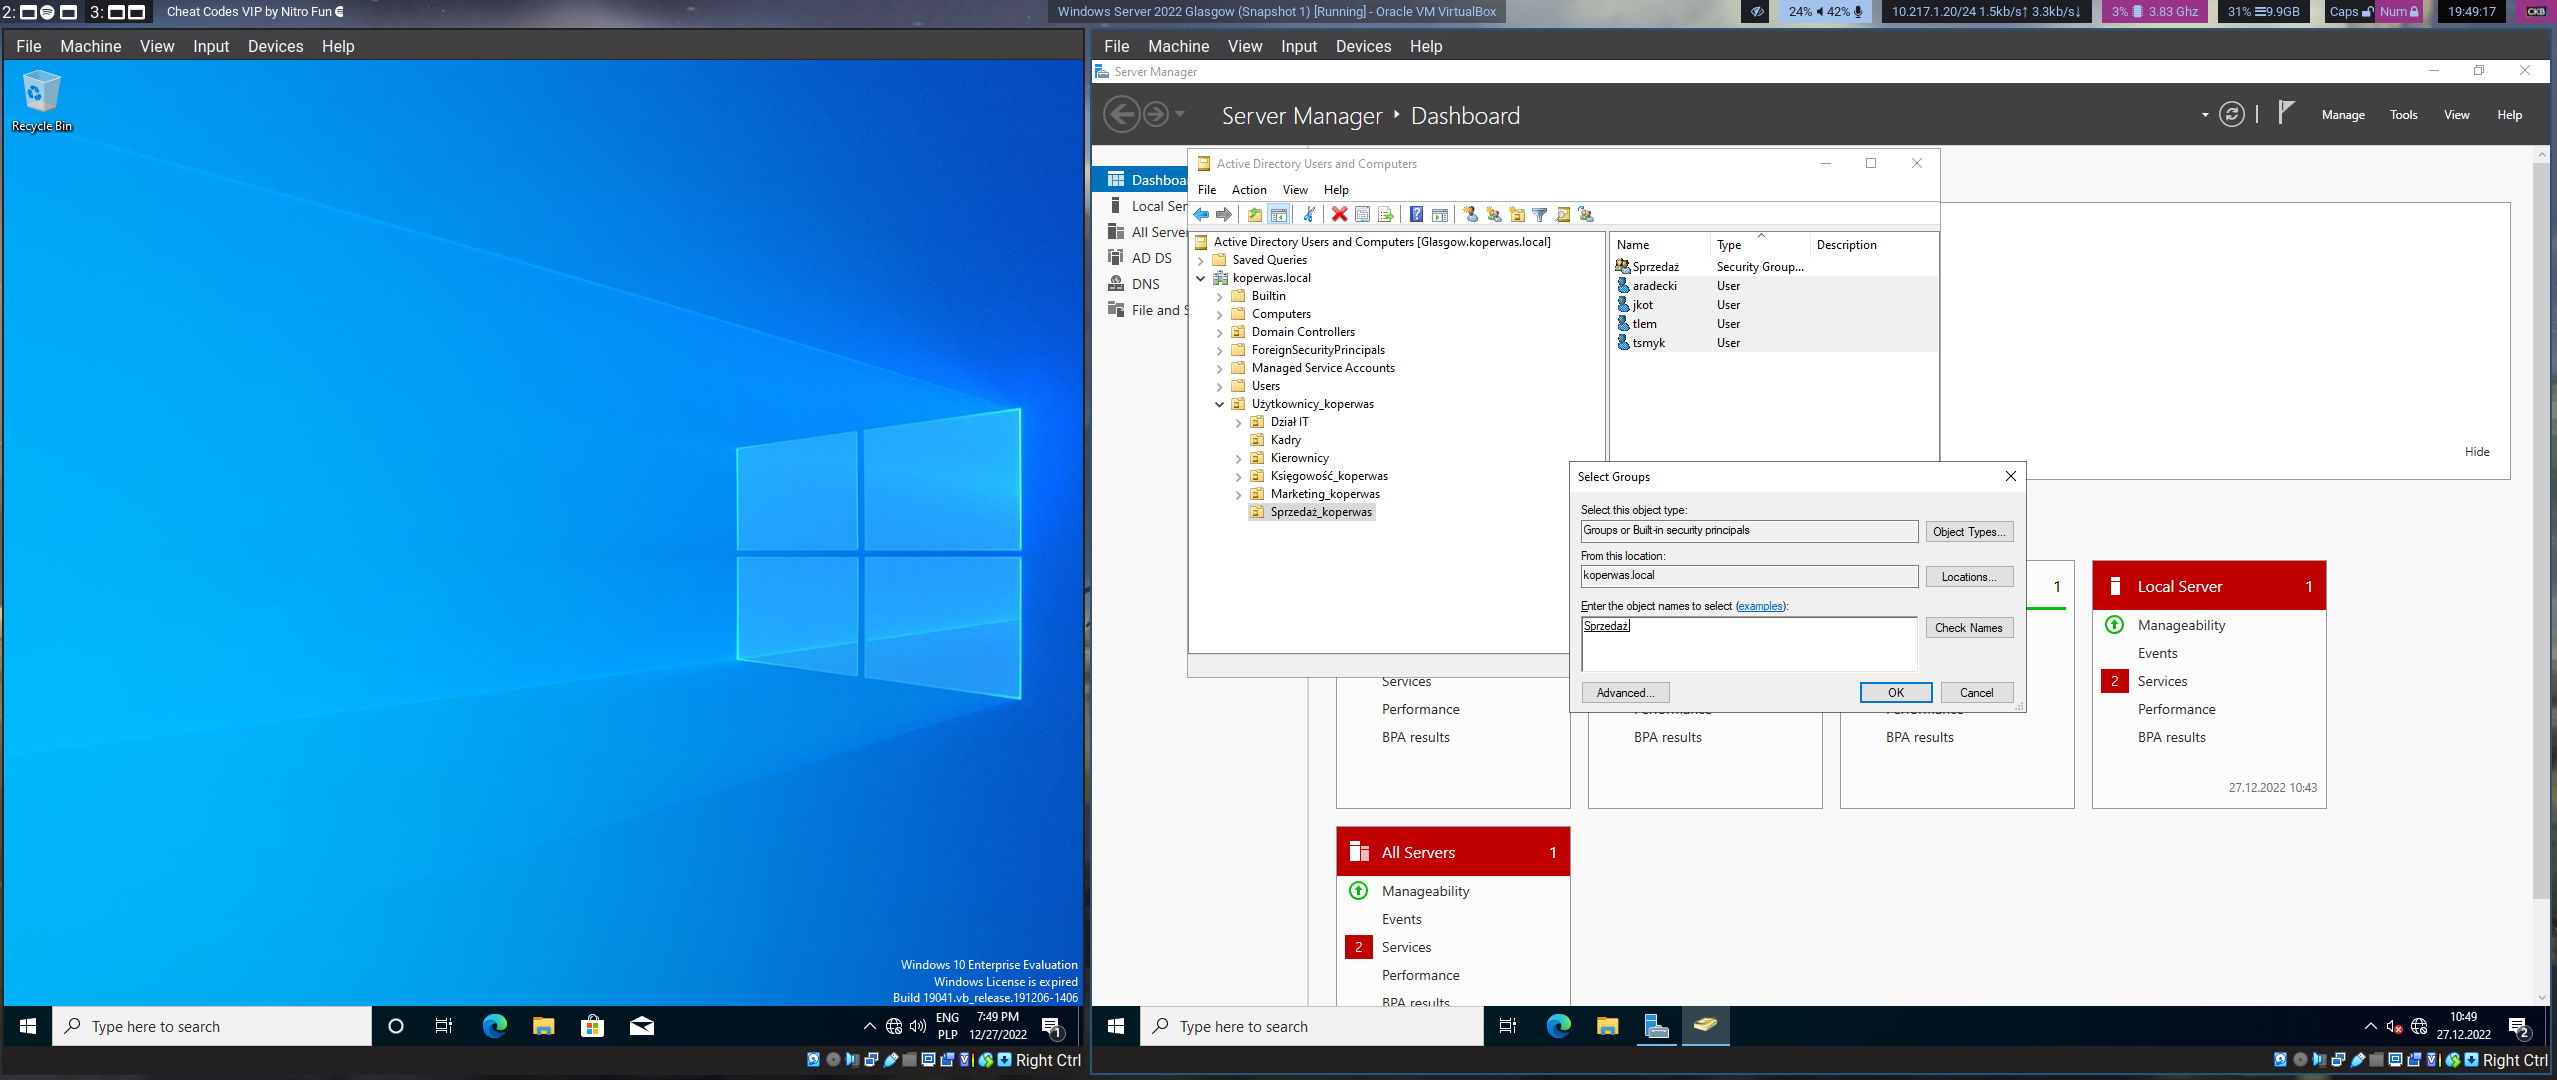 2:
3:
Cheat Codes VIP by Nitro Fun
Windows Server 2022 Glasgow (Snapshot 1) [Running] - Oracle VM VirtualBox
24% 42%
10.217.1.20/24 1.5kb/s↑ 3.3kb/s↓
3% 3.83 Ghz
31% 9.9GB
Caps Num
19:49:17
CKB
File Machine View Input Devices Help
Recycle Bin
Windows 10 Enterprise Evaluation
Windows License is expired
Build 19041.vb_release.191206-1406
Type here to search
ENG
PLP
7:49 PM
12/27/2022
1
Right Ctrl
File Machine View Input Devices Help
Server Manager
Server Manager ‣ Dashboard
Manage Tools View Help
Dashboa
Local Ser
All Server
AD DS
DNS
File and S
Active Directory Users and Computers
File Action View Help
Active Directory Users and Computers [Glasgow.koperwas.local]
Saved Queries
koperwas.local
Builtin
Computers
Domain Controllers
ForeignSecurityPrincipals
Managed Service Accounts
Users
Użytkownicy_koperwas
Dział IT
Kadry
Kierownicy
Księgowość_koperwas
Marketing_koperwas
Sprzedaż_koperwas
Name Type Description
Sprzedaż Security Group...
aradecki User
jkot User
tlem User
tsmyk User
Hide
Select Groups
Select this object type:
Groups or Built-in security principals
Object Types...
From this location:
koperwas.local
Locations...
Enter the object names to select (examples):
Sprzedaż
Check Names
Advanced...
OK
Cancel
Services
Performance
BPA results
BPA results
1
BPA results
Local Server 1
Manageability
Events
2 Services
Performance
BPA results
27.12.2022 10:43
All Servers 1
Manageability
Events
2 Services
Performance
BPA results
Type here to search
10:49
27.12.2022
2
Right Ctrl